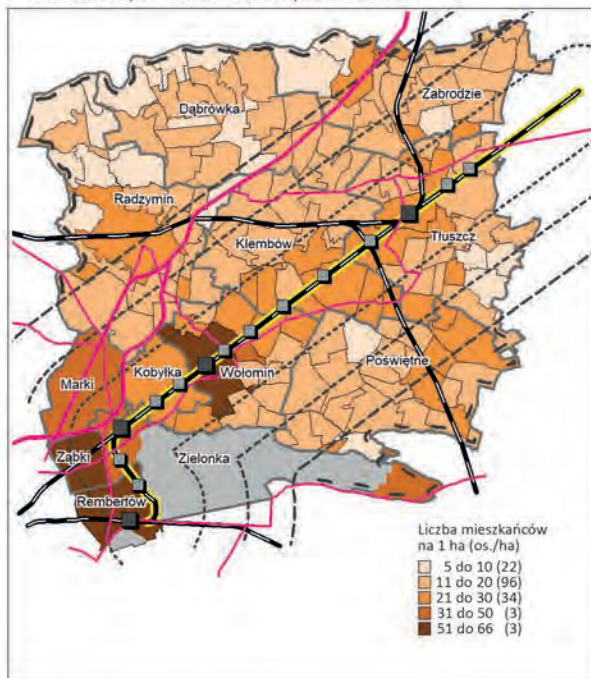 Dąbrówka
Zabrodzie
Radzymin
Klembów
Tłuszcz
Poświętne
Kobyłka
Wołomin
Marki
Ząbki
Zielonka
Rembertów
Liczba mieszkańców
na 1 ha (os./ha)
5 do 10 (22)
11 do 20 (96)
21 do 30 (34)
31 do 50 (3)
51 do 66 (3)